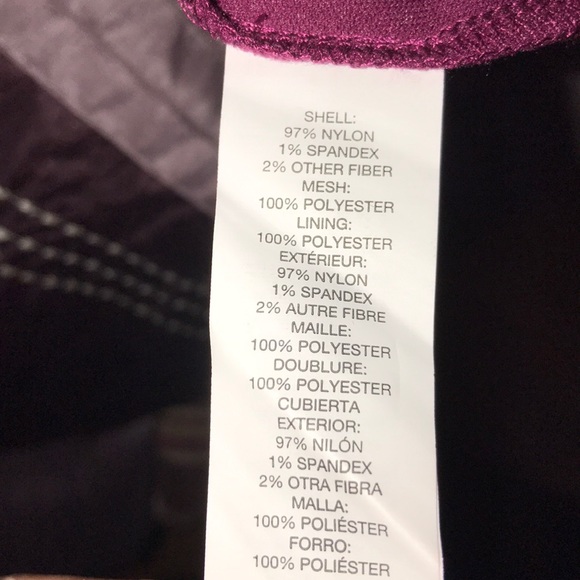 SHELL:
97% NYLON
1% SPANDEX
2% OTHER FIBER
MESH:
100% POLYESTER
LINING:
100% POLYESTER
EXTÉRIEUR:
97% NYLON
1% SPANDEX
2% AUTRE FIBRE
MAILLE:
100% POLYESTER
DOUBLURE:
100% POLYESTER
CUBIERTA
EXTERIOR:
97% NILÓN
1% SPANDEX
2% OTRA FIBRA
MALLA:
100% POLIÉSTER
FORRO:
100% POLIÉSTER